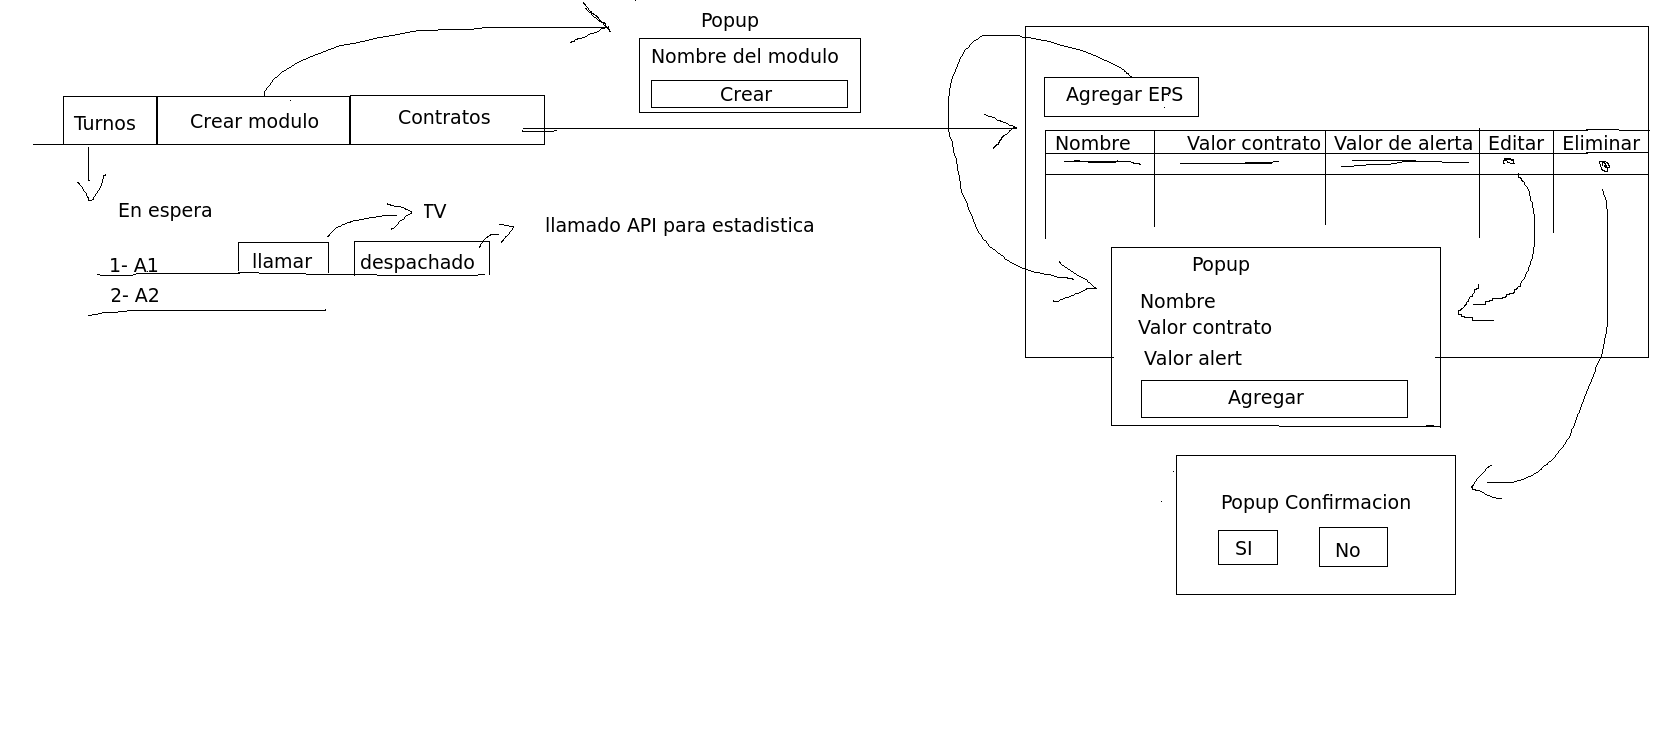 Popup
Nombre del modulo
Crear
Turnos
Crear modulo
Contratos
En espera
TV
llamado API para estadistica
1- A1
llamar
despachado
2- A2
Agregar EPS
Nombre Valor contrato Valor de alerta Editar Eliminar
Popup
Nombre
Valor contrato
Valor alert
Agregar
Popup Confirmacion
SI
No